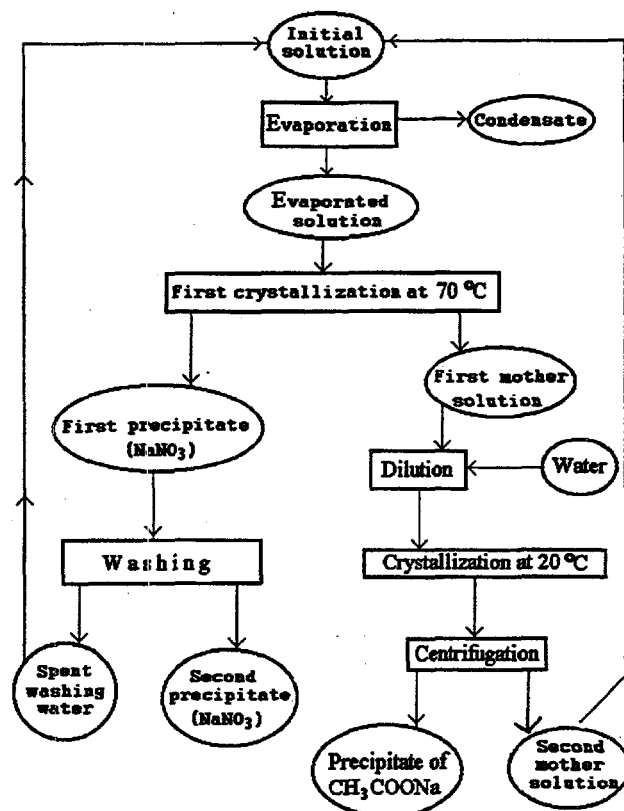 Initial
solution
Evaporation
Condensate
Evaporated
solution
First crystallization at 70 °C
First mother
solution
First precipitate
(NaNO3)
Dilution
Water
Washing
Crystallization at 20 °C
Centrifugation
Spent
washing
water
Second
precipitate
(NaNO3)
Precipitate of
CH3COONa
Second
mother
solution